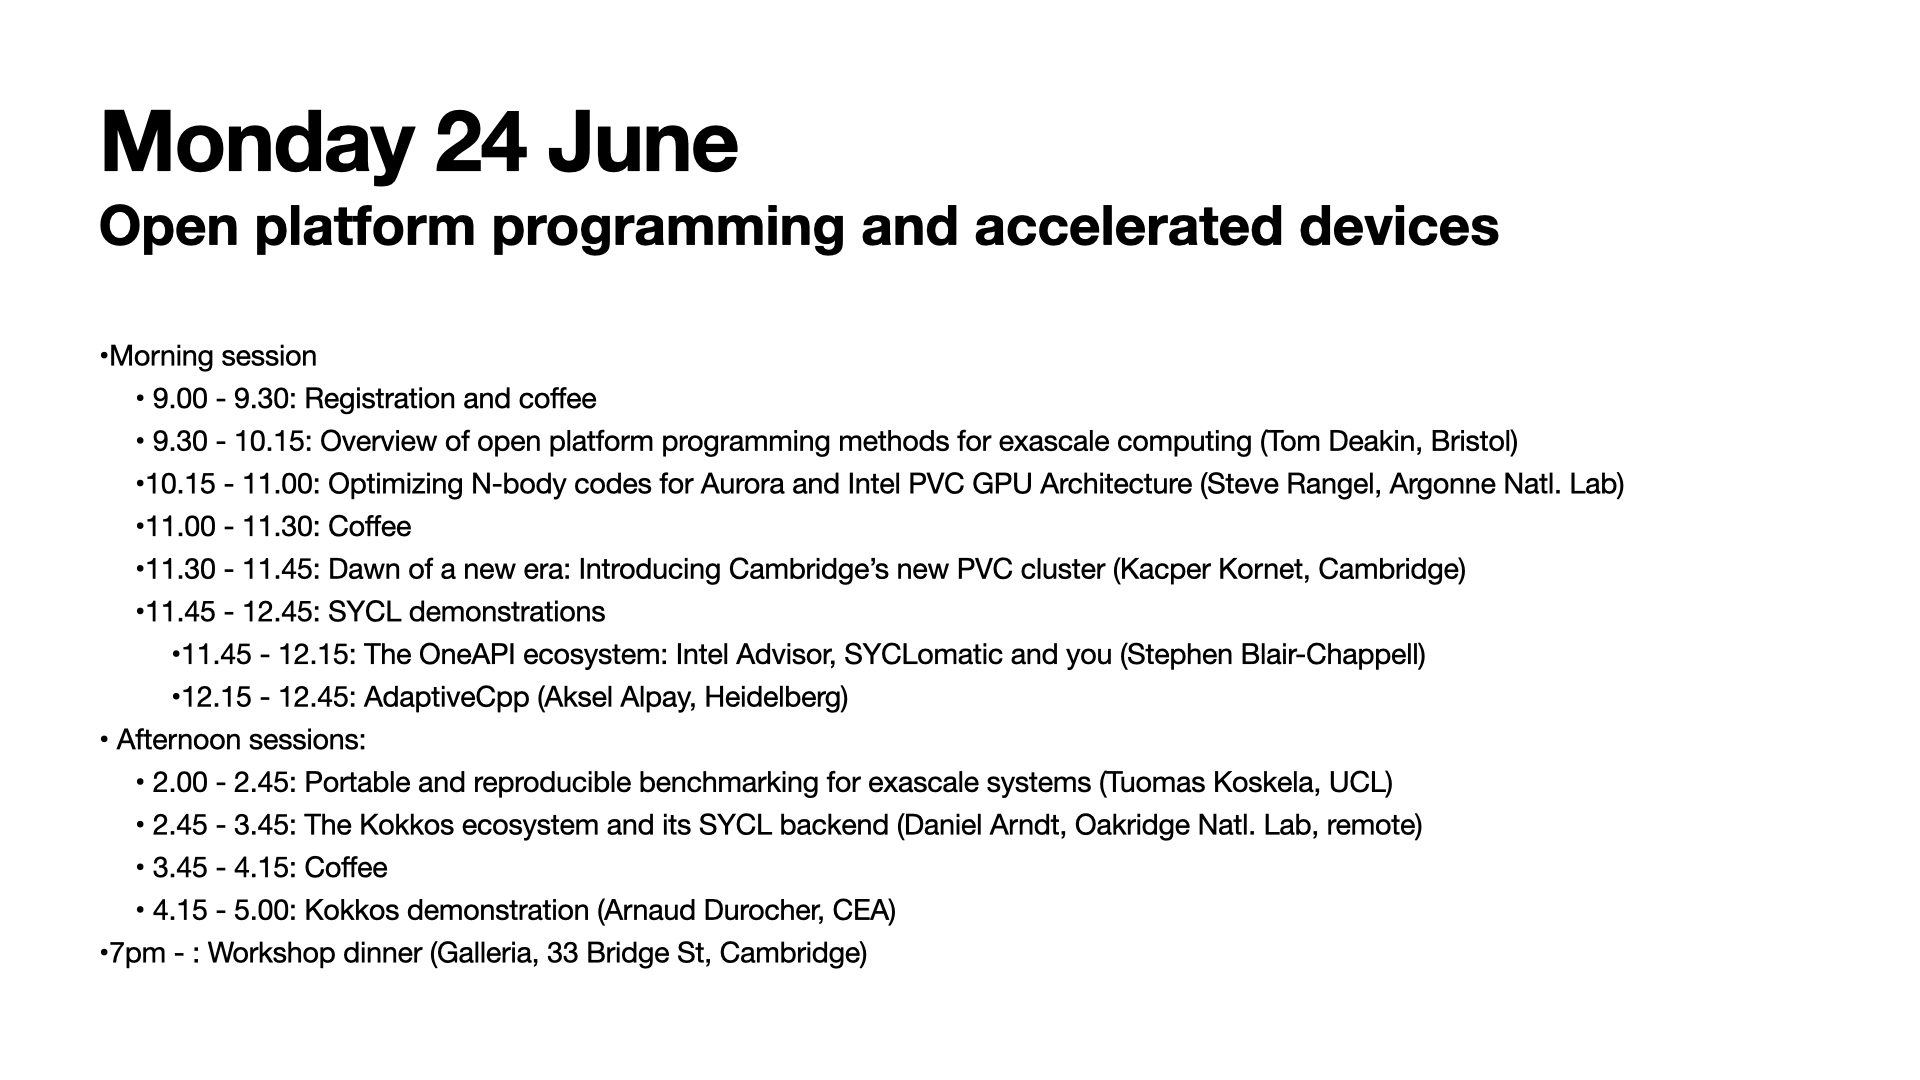 Monday 24 June
Open platform programming and accelerated devices
•Morning session
• 9.00 - 9.30: Registration and coffee
• 9.30 - 10.15: Overview of open platform programming methods for exascale computing (Tom Deakin, Bristol)
•10.15 - 11.00: Optimizing N-body codes for Aurora and Intel PVC GPU Architecture (Steve Rangel, Argonne Natl. Lab)
•11.00 - 11.30: Coffee
•11.30 - 11.45: Dawn of a new era: Introducing Cambridge’s new PVC cluster (Kacper Kornet, Cambridge)
•11.45 - 12.45: SYCL demonstrations
•11.45 - 12.15: The OneAPI ecosystem: Intel Advisor, SYCLomatic and you (Stephen Blair-Chappell)
•12.15 - 12.45: AdaptiveCpp (Aksel Alpay, Heidelberg)
• Afternoon sessions:
• 2.00 - 2.45: Portable and reproducible benchmarking for exascale systems (Tuomas Koskela, UCL)
• 2.45 - 3.45: The Kokkos ecosystem and its SYCL backend (Daniel Arndt, Oakridge Natl. Lab, remote)
• 3.45 - 4.15: Coffee
• 4.15 - 5.00: Kokkos demonstration (Arnaud Durocher, CEA)
•7pm - : Workshop dinner (Galleria, 33 Bridge St, Cambridge)